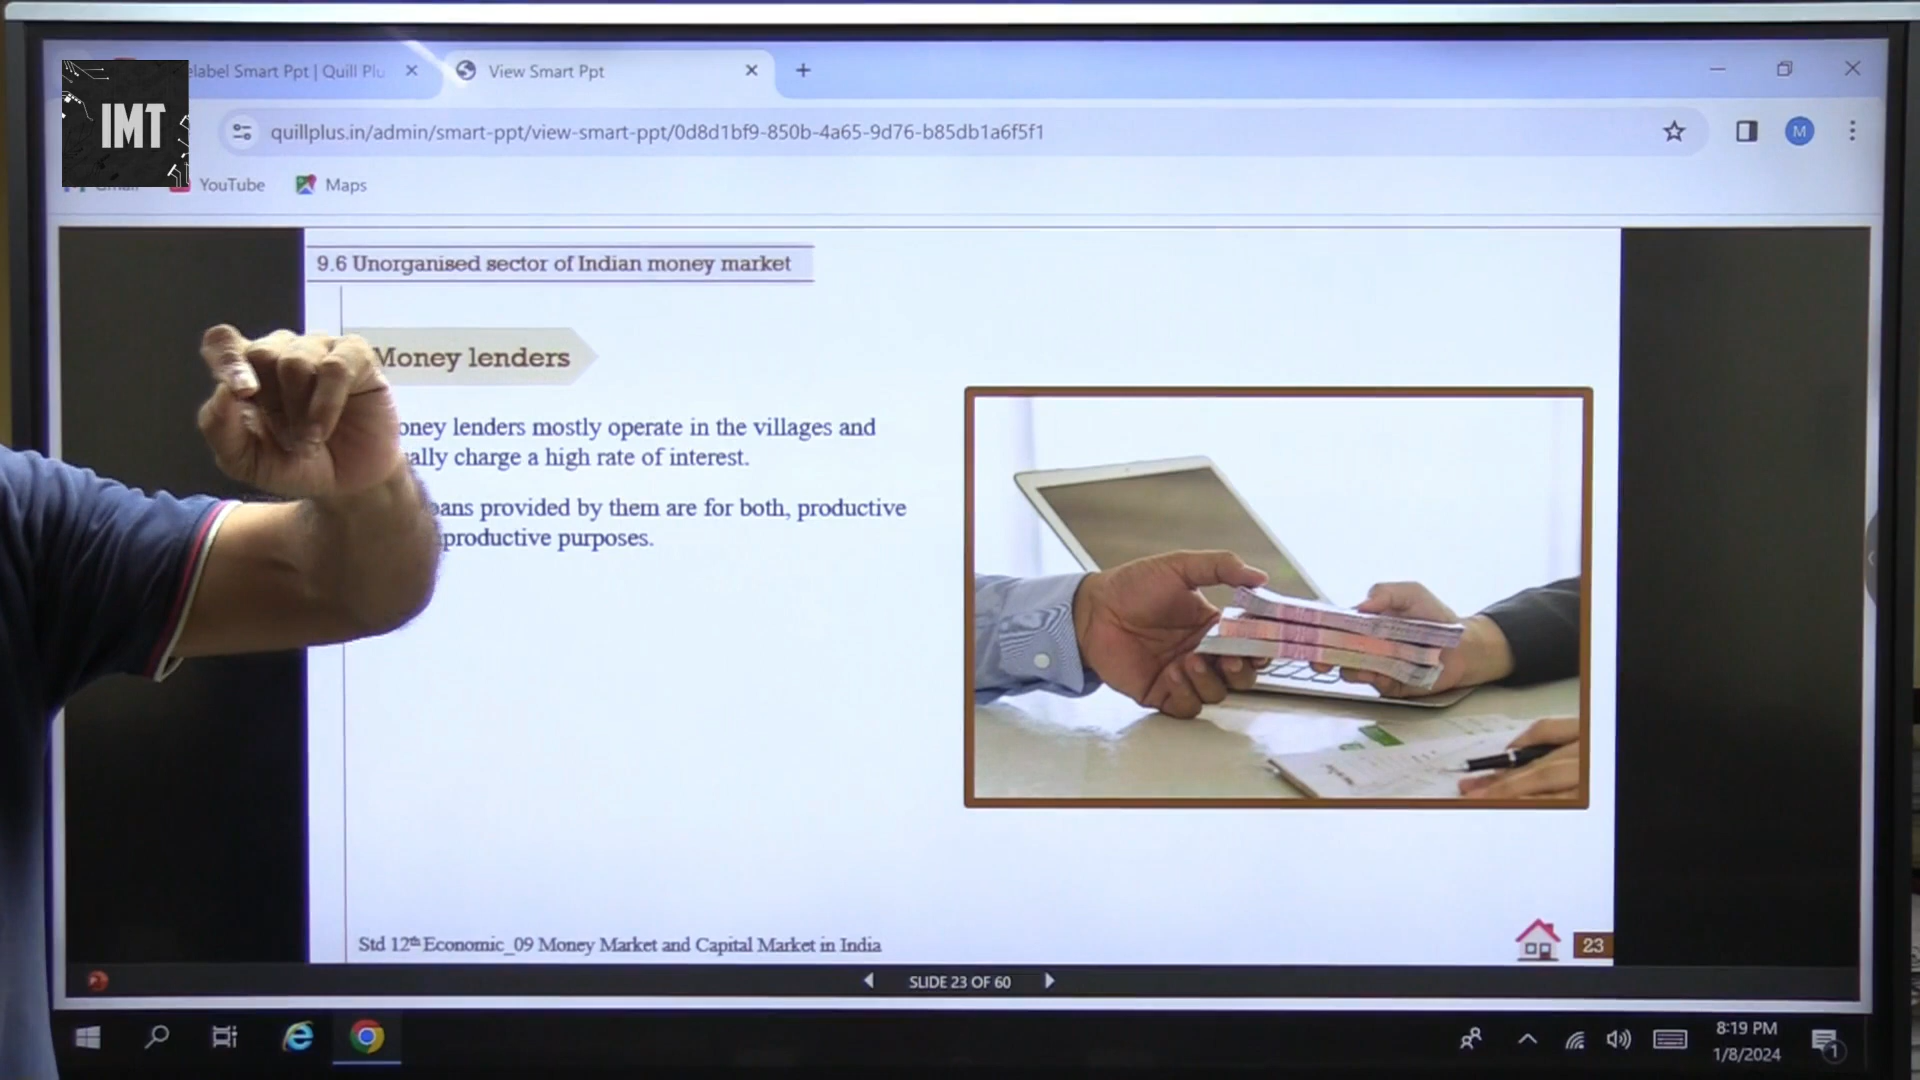 IMT
elabel Smart Ppt | Quill Plu
View Smart Ppt
quillplus.in/admin/smart-ppt/view-smart-ppt/0d8d1bf9-850b-4a65-9d76-b85db1a6f5f1
M
YouTube
Maps
9.6 Unorganised sector of Indian money market
Money lenders
oney lenders mostly operate in the villages and
ally charge a high rate of interest.
oans provided by them are for both, productive
productive purposes.
Std 12th Economic_09 Money Market and Capital Market in India
23
SLIDE 23 OF 60
8:19 PM
1/8/2024
1